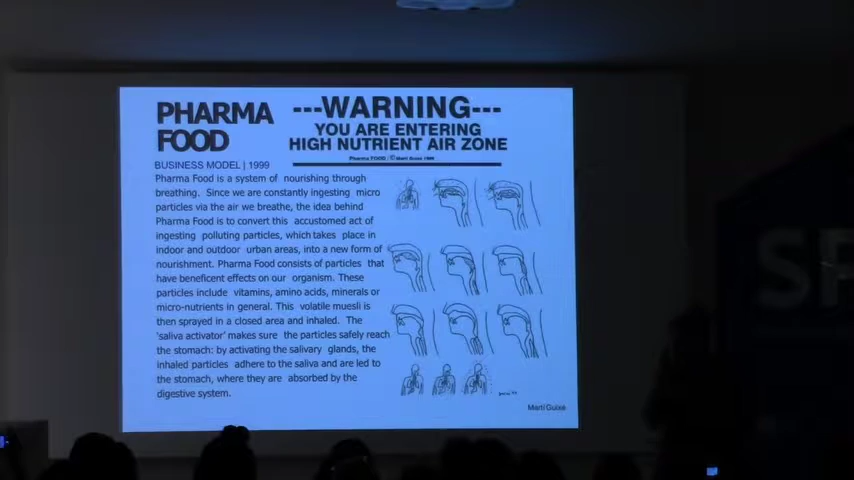 PHARMA
FOOD
BUSINESS MODEL | 1999
---WARNING---
YOU ARE ENTERING
HIGH NUTRIENT AIR ZONE
Pharma FOOD | © Martí Guixé 1999
Pharma Food is a system of nourishing through
breathing. Since we are constantly ingesting micro
particles via the air we breathe, the idea behind
Pharma Food is to convert this accustomed act of
ingesting polluting particles, which takes place in
indoor and outdoor urban areas, into a new form of
nourishment. Pharma Food consists of particles that
have beneficent effects on our organism. These
particles include vitamins, amino acids, minerals or
micro-nutrients in general. This volatile muesli is
then sprayed in a closed area and inhaled. The
'saliva activator' makes sure the particles safely reach
the stomach: by activating the salivary glands, the
inhaled particles adhere to the saliva and are led to
the stomach, where they are absorbed by the
digestive system.
Martí Guixé
SP